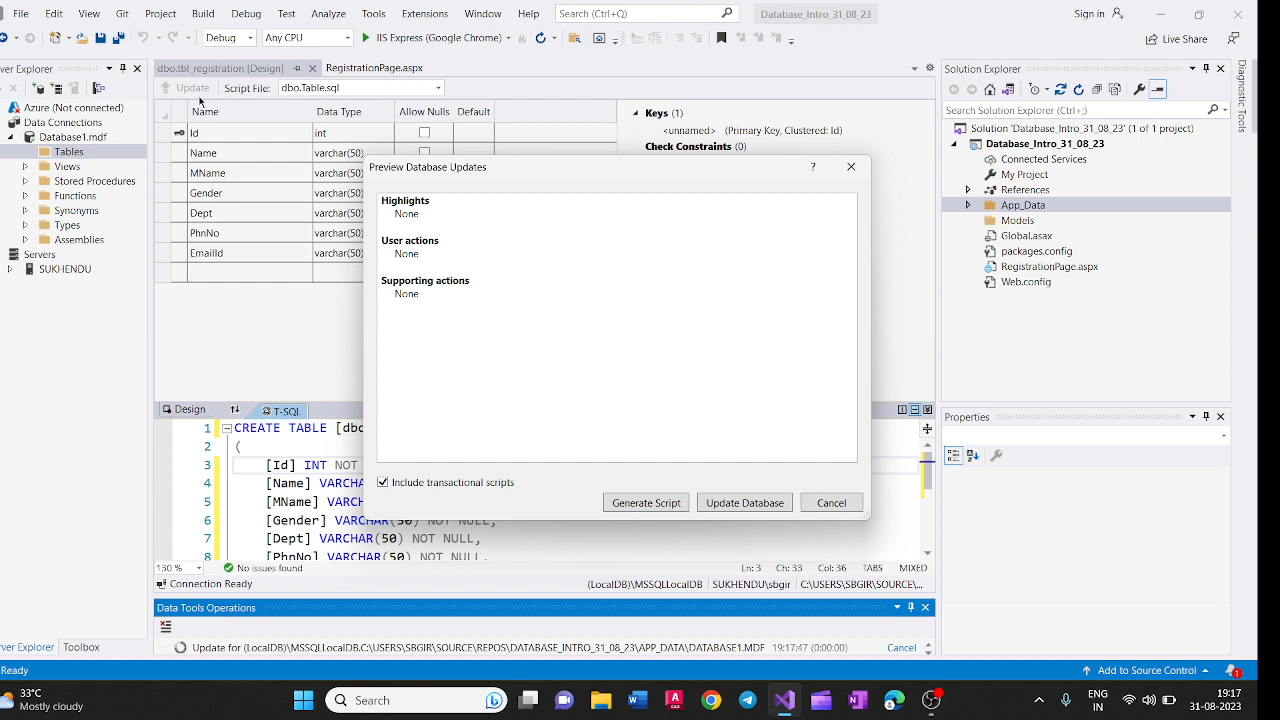 File Edit View Git Project Build Debug Test Analyze Tools Extensions Window Help Search (Ctrl+Q) Database_Intro_31_08_23 Sign in
Debug Any CPU IIS Express (Google Chrome) Live Share
ver Explorer
dbo.tbl_registration [Design] RegistrationPage.aspx
Update Script File: dbo.Table.sql
Azure (Not connected)
Data Connections
Database1.mdf
Tables
Views
Stored Procedures
Functions
Synonyms
Types
Assemblies
Servers
SUKHENDU
Name Data Type Allow Nulls Default
Id int
Name varchar(50)
MName varchar(50)
Gender varchar(50)
Dept varchar(50)
PhnNo varchar(50)
EmailId varchar(50)
Keys (1)
<unnamed> (Primary Key, Clustered: Id)
Check Constraints (0)
Preview Database Updates ?
Highlights
None
User actions
None
Supporting actions
None
Include transactional scripts
Generate Script Update Database Cancel
Design T-SQL
1 CREATE TABLE [dbo
2 (
3 [Id] INT NOT
4 [Name] VARCHA
5 [MName] VARCH
6 [Gender] VARCHAR(50) NOT NULL,
7 [Dept] VARCHAR(50) NOT NULL,
8 [PhnNo] VARCHAR(50) NOT NULL,
130 % No issues found Ln: 3 Ch: 33 Col: 36 TABS MIXED
Connection Ready (LocalDB)\MSSQLLocalDB SUKHENDU\sbgir C:\USERS\SBGIR\SOURCE\...
Data Tools Operations
Update for (LocalDB)\MSSQLLocalDB.C:\USERS\SBGIR\SOURCE\REPOS\DATABASE_INTRO_31_08_23\APP_DATA\DATABASE1.MDF 19:17:47 (0:00:00) Cancel
ver Explorer Toolbox
Solution Explorer
Search Solution Explorer (Ctrl+;)
Solution 'Database_Intro_31_08_23' (1 of 1 project)
Database_Intro_31_08_23
Connected Services
My Project
References
App_Data
Models
Global.asax
packages.config
RegistrationPage.aspx
Web.config
Properties
Diagnostic Tools
Ready Add to Source Control 1
33°C
Mostly cloudy
Search
ENG
IN
19:17
31-08-2023